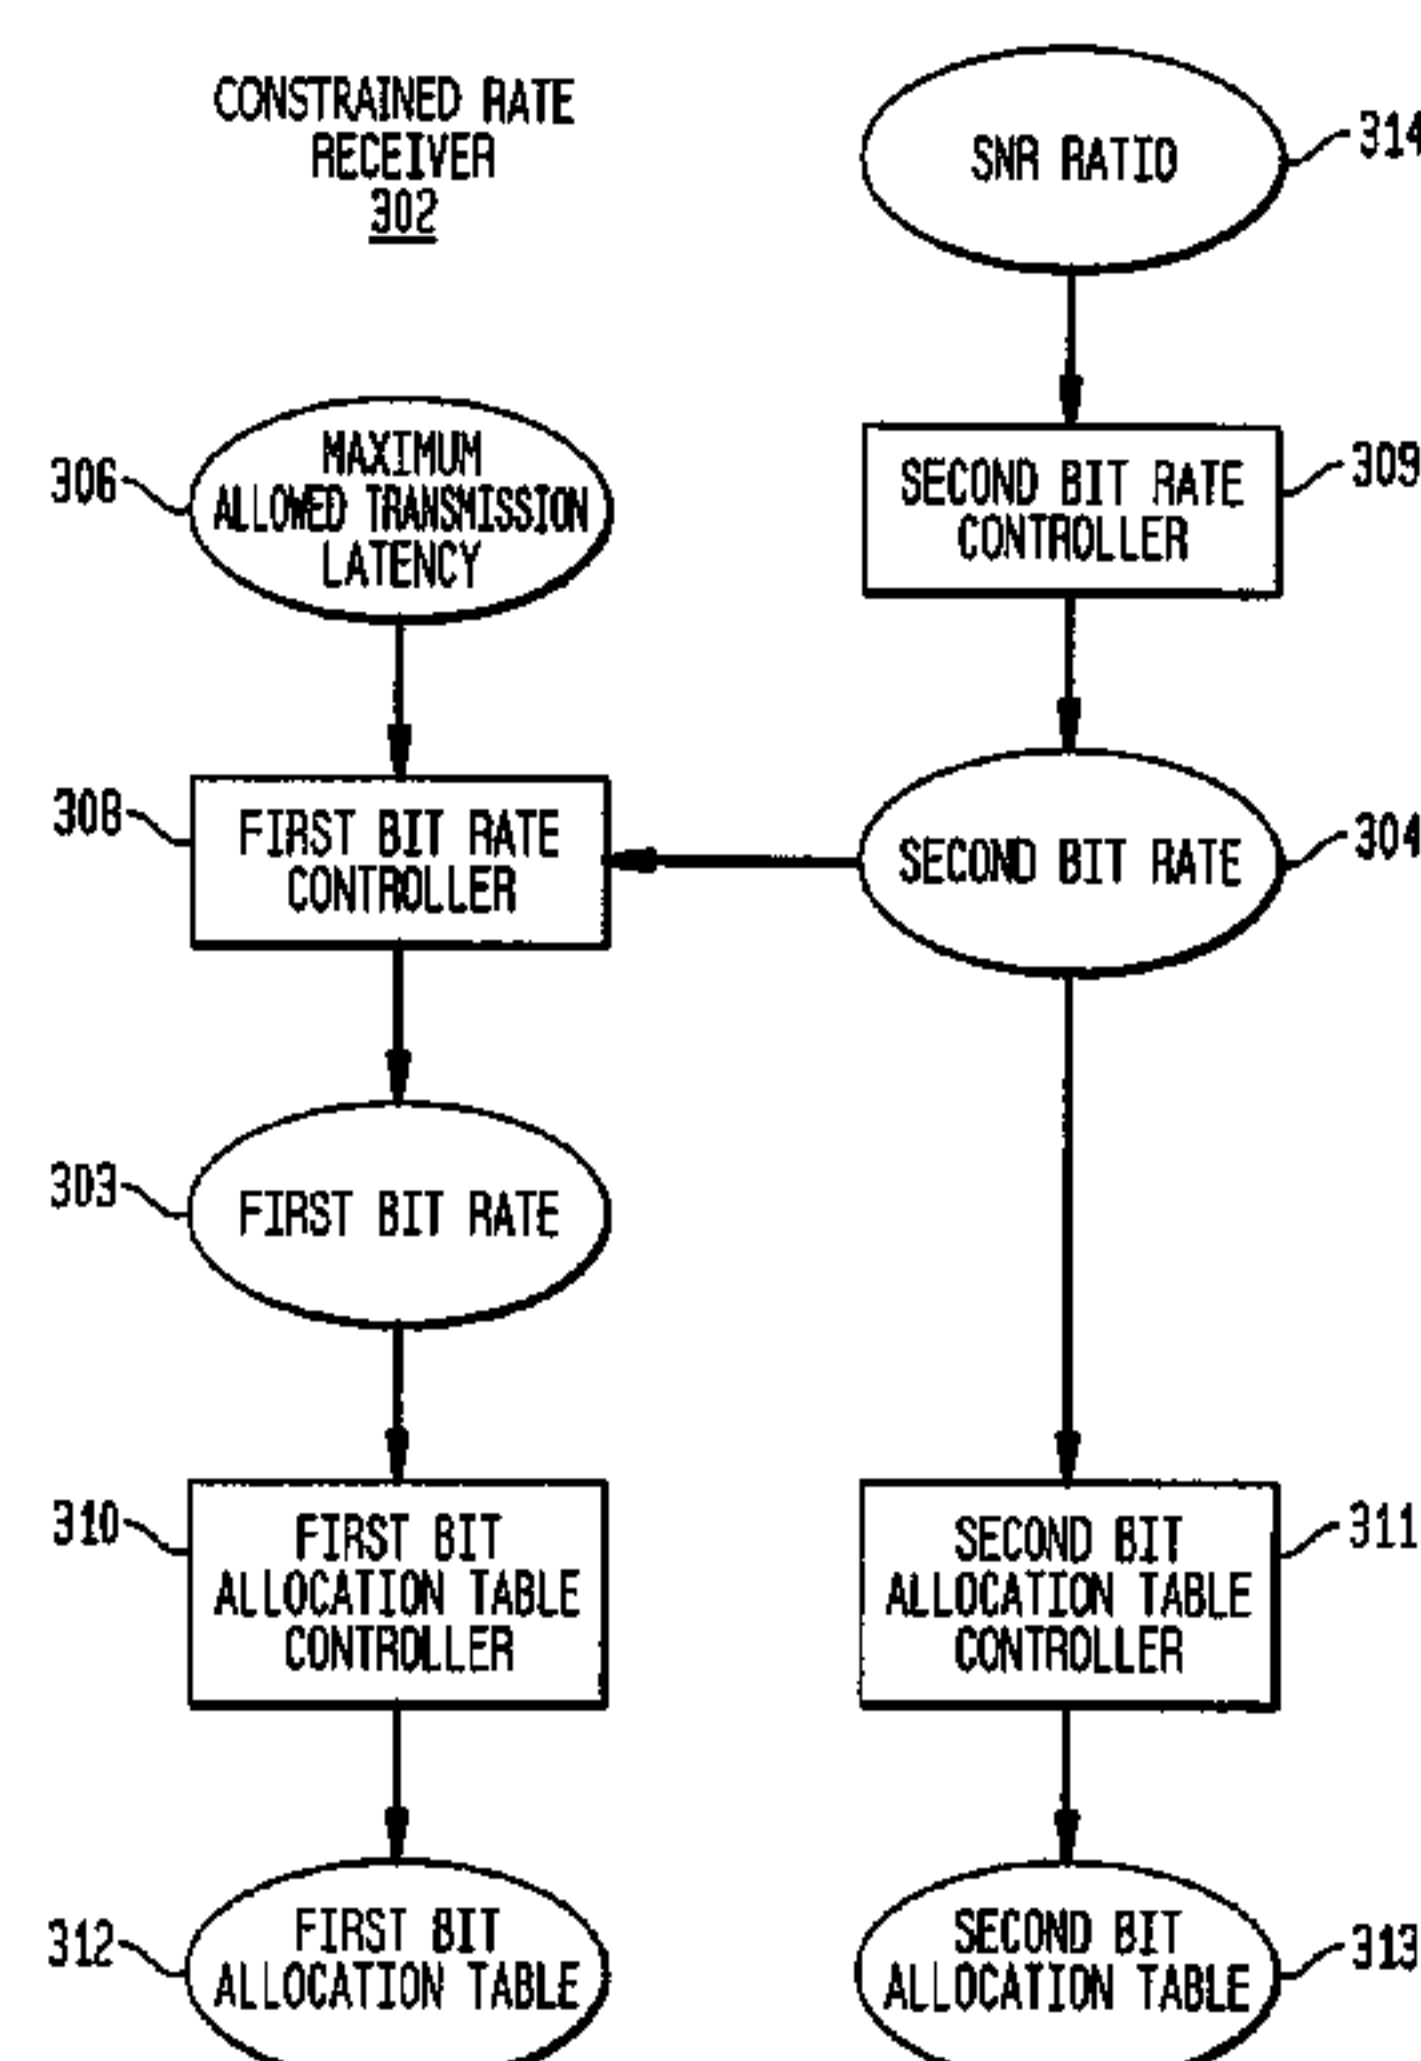 CONSTRAINED RATE
RECEIVER
302
SNR RATIO
314
MAXIMUM
ALLOWED TRANSMISSION
LATENCY
306
SECOND BIT RATE
CONTROLLER
309
FIRST BIT RATE
CONTROLLER
308
SECOND BIT RATE
304
FIRST BIT RATE
303
FIRST BIT
ALLOCATION TABLE
CONTROLLER
310
SECOND BIT
ALLOCATION TABLE
CONTROLLER
311
FIRST BIT
ALLOCATION TABLE
312
SECOND BIT
ALLOCATION TABLE
313